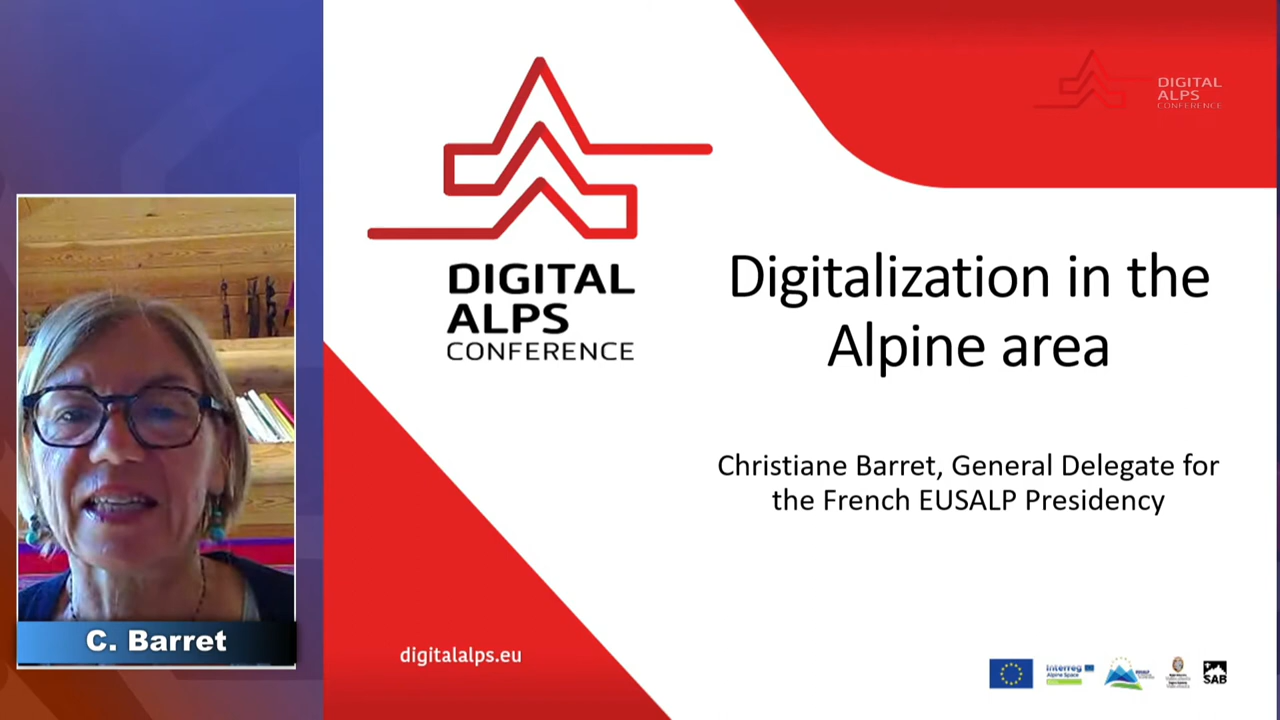 DIGITAL
ALPS
CONFERENCE
DIGITAL
ALPS
CONFERENCE
Digitalization in the
Alpine area
Christiane Barret, General Delegate for
the French EUSALP Presidency
C. Barret
digitalalps.eu
Interreg
Alpine Space
EUSALP
SAB